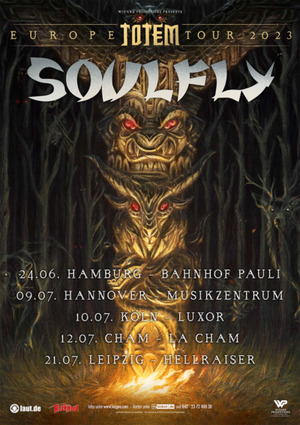 EUROPE TOTEM TOUR 2023
SOULFLY
24.06. HAMBURG - BAHNHOF PAULI
09.07. HANNOVER - MUSIKZENTRUM
10.07. KÖLN - LUXOR
12.07. CHAM - LA CHAM
21.07. LEIPZIG - HELLRAISER
laut.de